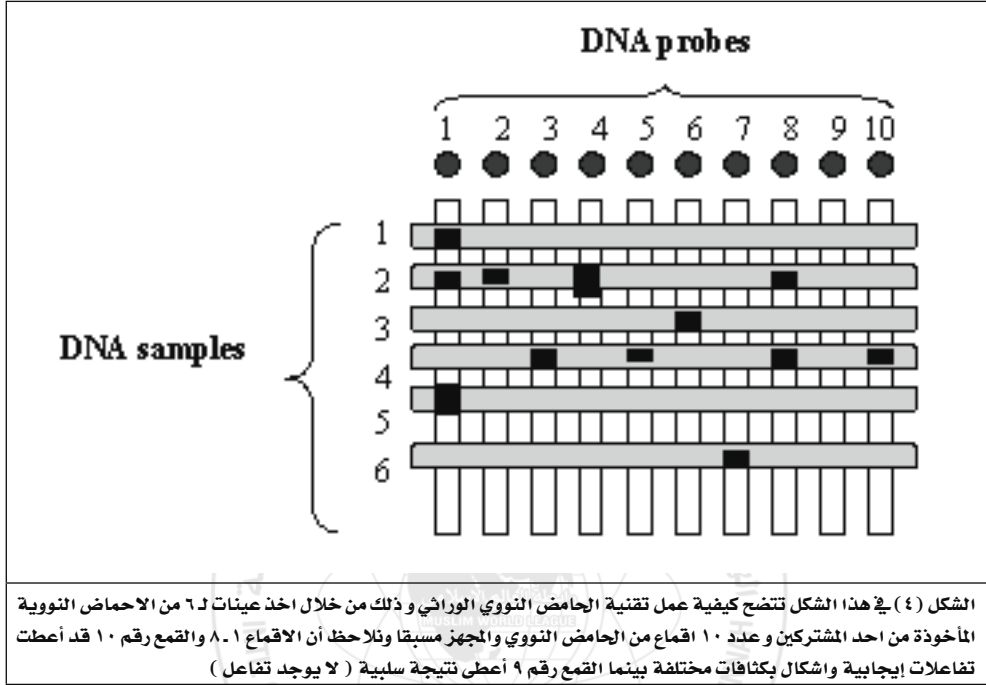 DNA probes
1 2 3 4 5 6 7 8 9 10
1
2
3
DNA samples
4
5
6
MUSLIM WORLD LEAGUE
الشكل (٤) في هذا الشكل تتضح كيفية عمل تقنية الحامض النووي الوراثي و ذلك من خلال اخذ عينات لـ ٦ من الاحماض النووية
المأخوذة من احد المشتركين و عدد ١٠ اقماع من الحامض النووي والمجهز مسبقا ونلاحظ أن الاقماع ١ـ٨ والقمع رقم ١٠ قد أعطت
تفاعلات إيجابية واشكال بكثافات مختلفة بينما القمع رقم ٩ أعطى نتيجة سلبية ( لا يوجد تفاعل )